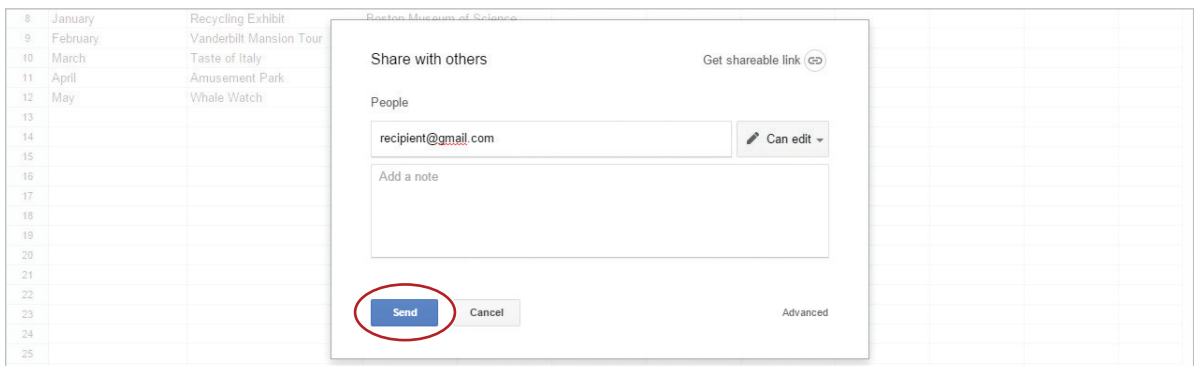 8 January Recycling Exhibit Boston Museum of Science
9 February Vanderbilt Mansion Tour
10 March Taste of Italy
11 April Amusement Park
12 May Whale Watch
13
14
15
16
17
18
19
20
21
22
23
24
25
Share with others Get shareable link
People
recipient@gmail.com Can edit
Add a note
Send Cancel Advanced